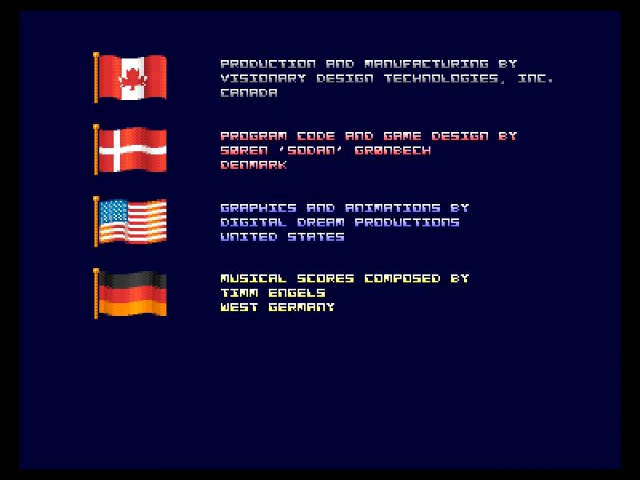 PRODUCTION AND MANUFACTURING BY
VISIONARY DESIGN TECHNOLOGIES, INC.
CANADA
PROGRAM CODE AND GAME DESIGN BY
SØREN 'SODAN' GRØNBECH
DENMARK
GRAPHICS AND ANIMATIONS BY
DIGITAL DREAM PRODUCTIONS
UNITED STATES
MUSICAL SCORES COMPOSED BY
TIMM ENGELS
WEST GERMANY